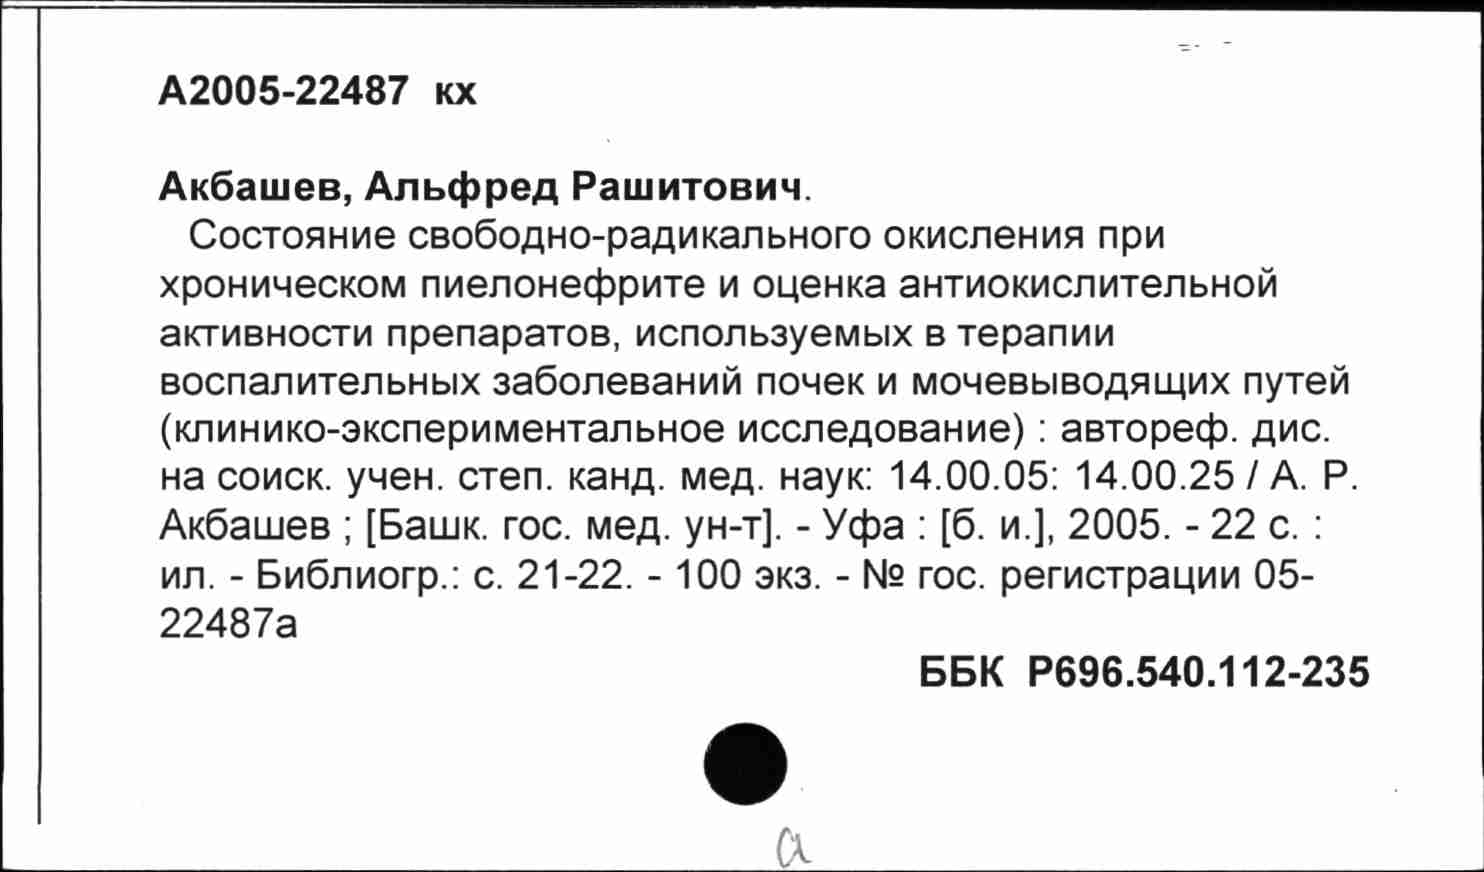 А2005-22487 кх
Акбашев, Альфред Рашитович.
Состояние свободно-радикального окисления при
хроническом пиелонефрите и оценка антиокислительной
активности препаратов, используемых в терапии
воспалительных заболеваний почек и мочевыводящих путей
(клинико-экспериментальное исследование) : автореф. дис.
на соиск. учен. степ. канд. мед. наук: 14.00.05: 14.00.25 / А. Р.
Акбашев ; [Башк. гос. мед. ун-т]. - Уфа : [б. и.], 2005. - 22 с. :
ил. - Библиогр.: с. 21-22. - 100 экз. - № гос. регистрации 05-
22487а
ББК Р696.540.112-235
а